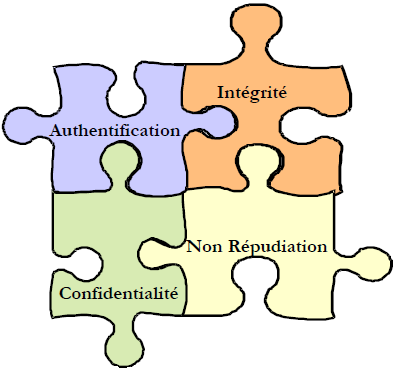 Intégrité
Authentification
Non Répudiation
Confidentialité